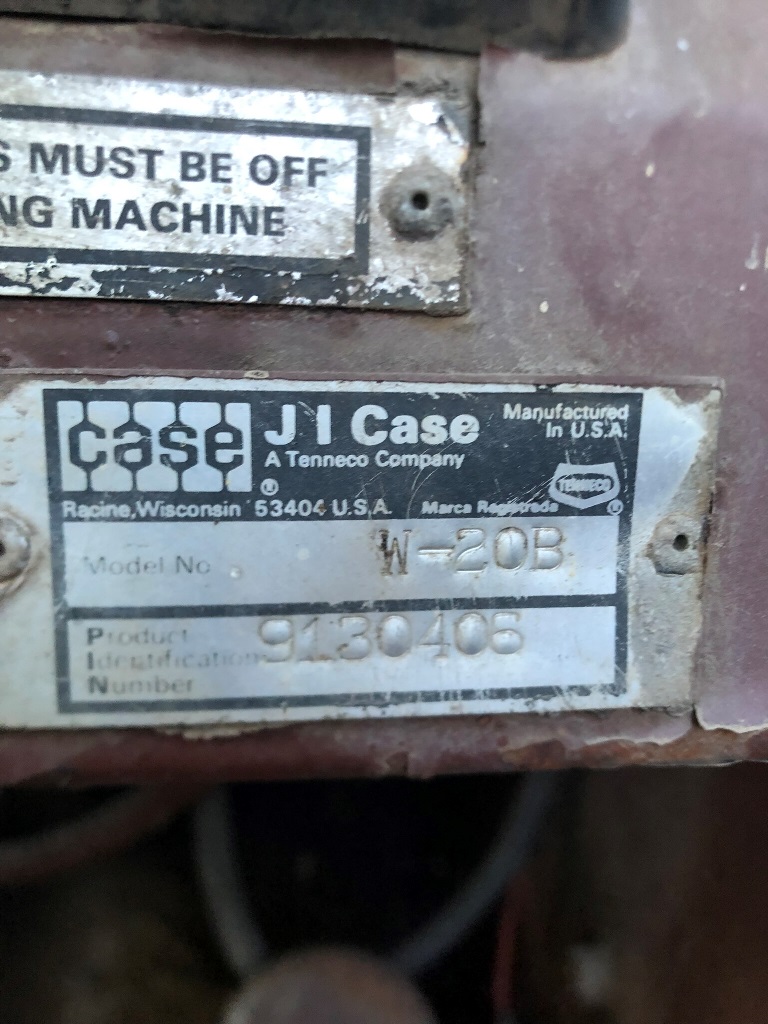 S MUST BE OFF
NG MACHINE
case J I Case Manufactured
In U.S.A.
A Tenneco Company
TENNECO
Racine, Wisconsin 53404 U.S.A. Marca Registrada ®
Model No W-20B
Product
Identification 9130406
Number